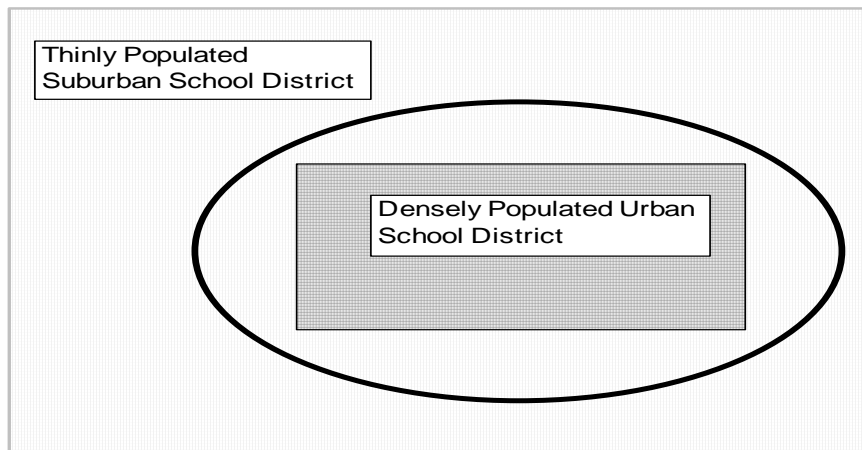 Thinly Populated
Suburban School District
Densely Populated Urban
School District